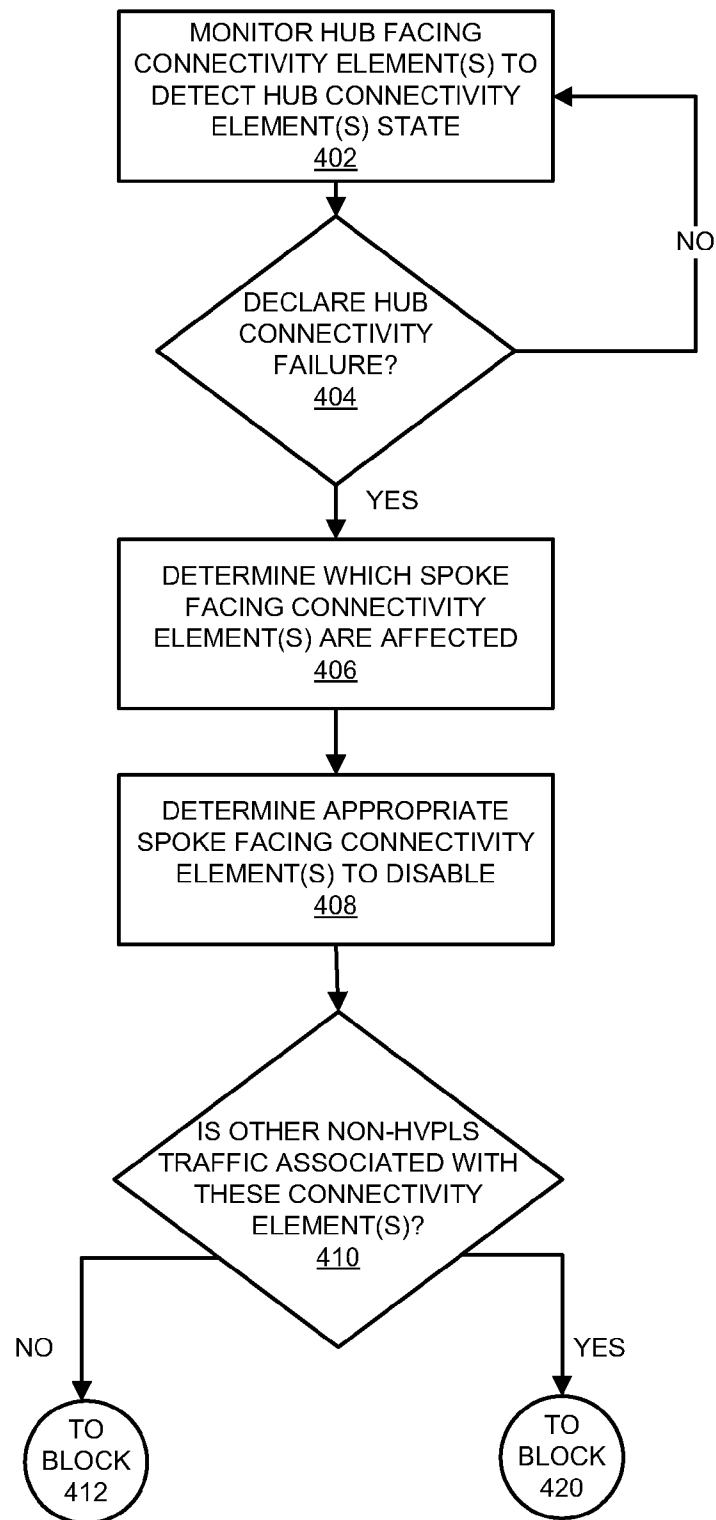 MONITOR HUB FACING
CONNECTIVITY ELEMENT(S) TO
DETECT HUB CONNECTIVITY
ELEMENT(S) STATE
402
NO
DECLARE HUB
CONNECTIVITY
FAILURE?
404
YES
DETERMINE WHICH SPOKE
FACING CONNECTIVITY
ELEMENT(S) ARE AFFECTED
406
DETERMINE APPROPRIATE
SPOKE FACING CONNECTIVITY
ELEMENT(S) TO DISABLE
408
IS OTHER NON-HVPLS
TRAFFIC ASSOCIATED WITH
THESE CONNECTIVITY
ELEMENT(S)?
410
NO
YES
TO
BLOCK
412
TO
BLOCK
420